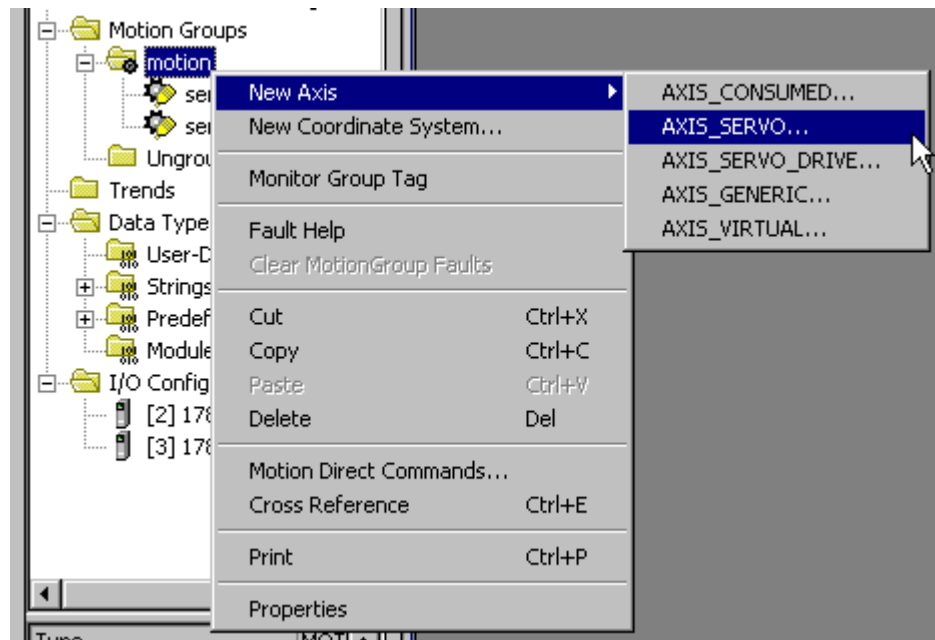 Motion Groups
motion
New Axis
New Coordinate System...
Monitor Group Tag
Fault Help
Clear MotionGroup Faults
Cut Ctrl+X
Copy Ctrl+C
Paste Ctrl+V
Delete Del
Motion Direct Commands...
Cross Reference Ctrl+E
Print Ctrl+P
Properties
AXIS_CONSUMED...
AXIS_SERVO...
AXIS_SERVO_DRIVE...
AXIS_GENERIC...
AXIS_VIRTUAL...
ser
ser
Ungrou
Trends
Data Type
User-D
Strings
Predef
Module
I/O Config
[2] 178
[3] 178